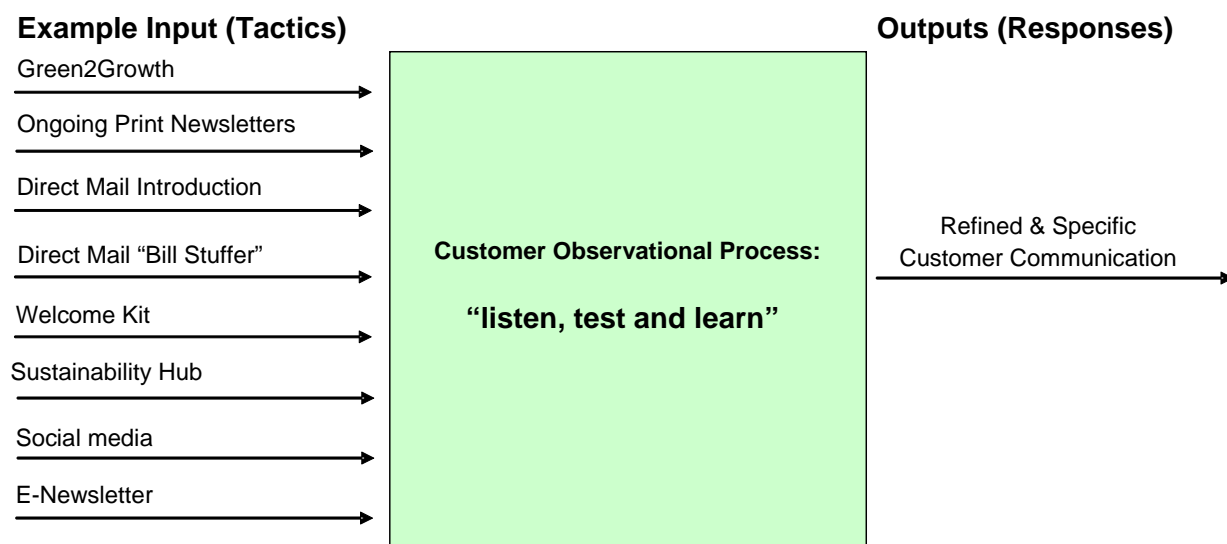 Example Input (Tactics)
Green2Growth
Ongoing Print Newsletters
Direct Mail Introduction
Direct Mail “Bill Stuffer”
Welcome Kit
Sustainability Hub
Social media
E-Newsletter
Customer Observational Process:
“listen, test and learn”
Outputs (Responses)
Refined & Specific
Customer Communication